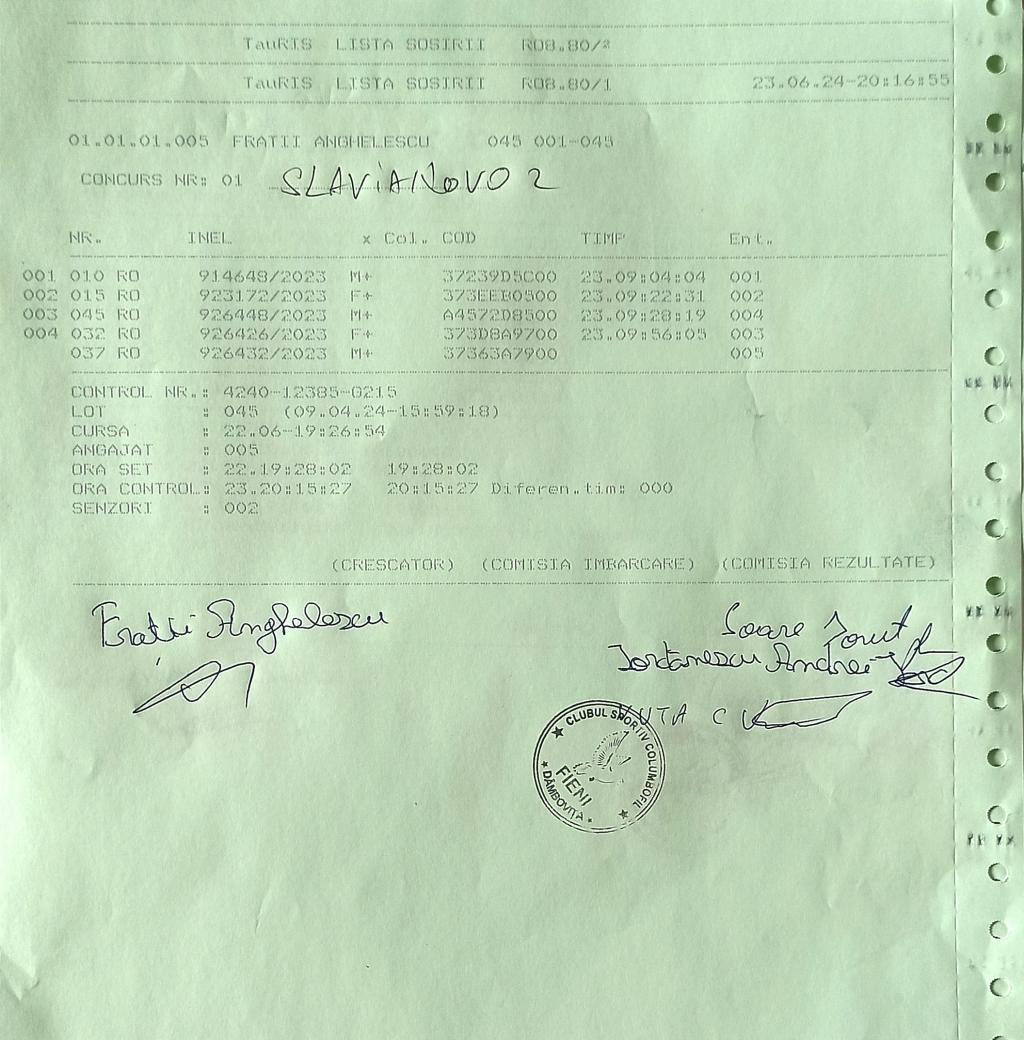 TauRIS LISTA SOSIRII R08.80/2
TauRIS LISTA SOSIRII R08.80/1 23.06.24-20:16:55
01.01.01.005 FRATII ANGHELESCU 045 001-045
CONCURS NR: 01 SLAViANOVO 2
NR. INEL x Col. COD TIMP Ent.
001 010 RO 914648/2023 M+ 37239D5C00 23.09:04:04 001
002 015 RO 923172/2023 F+ 373EEB0500 23.09:22:31 002
003 045 RO 926448/2023 M+ A4572D8500 23.09:28:19 004
004 032 RO 926426/2023 F+ 373D8A9700 23.09:56:05 003
037 RO 926432/2023 M+ 37363A7900 005
CONTROL NR.: 4240-12385-0215
LOT : 045 (09.04.24-15:59:18)
CURSA : 22.06-19:26:54
ANGAJAT : 005
ORA SET : 22.19:28:02 19:28:02
ORA CONTROL: 23.20:15:27 20:15:27 Diferen.tim: 000
SENZORI : 002
(CRESCATOR) (COMISIA IMBARCARE) (COMISIA REZULTATE)
Fratii Anghelescu
Soare Ionut
Iordănescu Andrei
VUTA C
CLUBUL SPORTIV COLUMBOFIL
FIENI
DÂMBOVIȚA